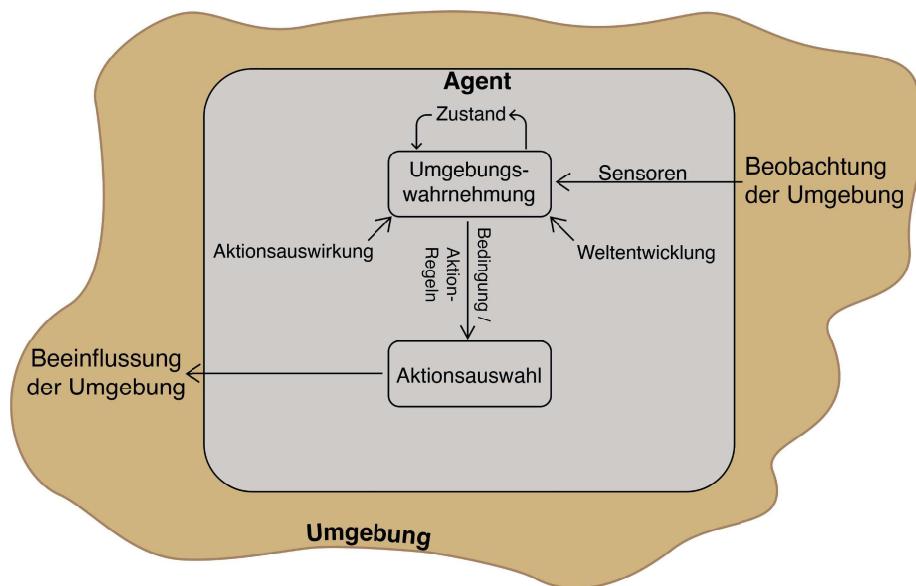 Agent
Zustand
Umgebungs-
wahrnehmung
Sensoren
Beobachtung
der Umgebung
Aktionsauswirkung
Weltentwicklung
Bedingung /
Aktion-
Regeln
Beeinflussung
der Umgebung
Aktionsauswahl
Umgebung